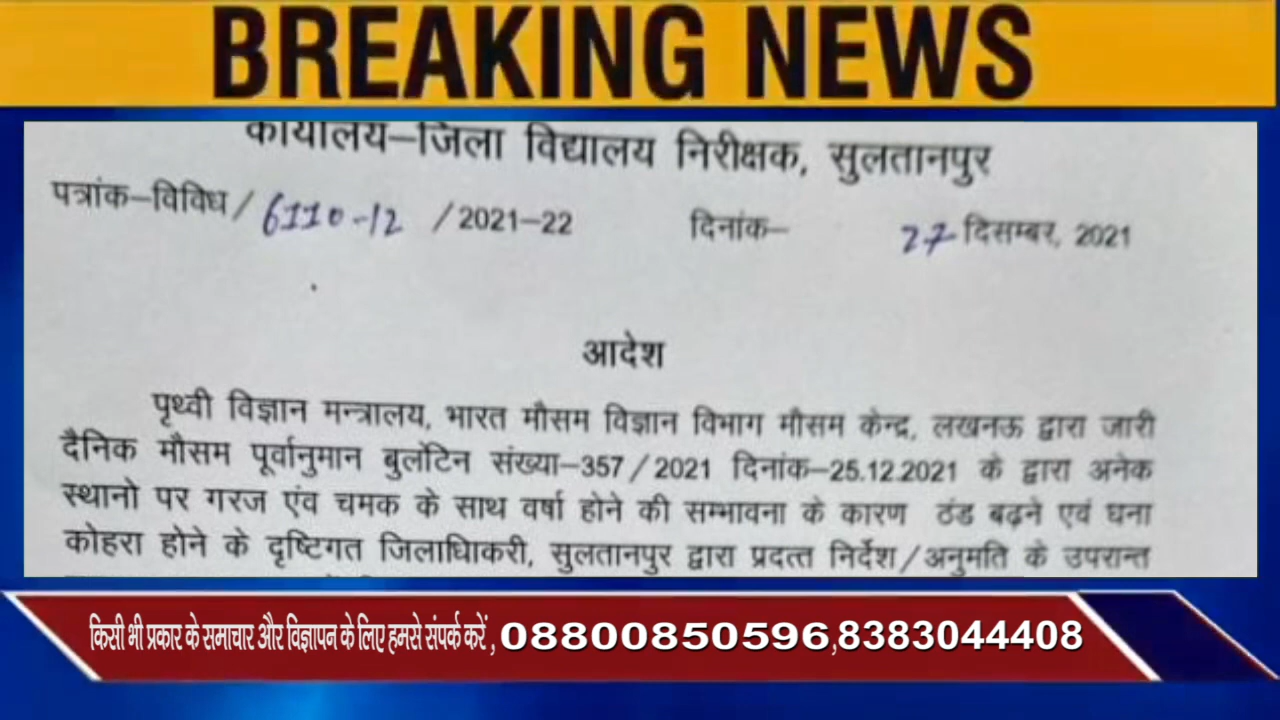 BREAKING NEWS
कार्यालय–जिला विद्यालय निरीक्षक, सुलतानपुर
पत्रांक–विविध / 6110-12 / 2021–22 दिनांक– 27 दिसम्बर, 2021
आदेश
पृथ्वी विज्ञान मन्त्रालय, भारत मौसम विज्ञान विभाग मौसम केन्द्र, लखनऊ द्वारा जारी
दैनिक मौसम पूर्वानुमान बुलेटिन संख्या–357 / 2021 दिनांक–25.12.2021 के द्वारा अनेक
स्थानो पर गरज एंव चमक के साथ वर्षा होने की सम्भावना के कारण ठंड बढ़ने एवं घना
कोहरा होने के दृष्टिगत जिलाधिाकरी, सुलतानपुर द्वारा प्रदत्त निर्देश / अनुमति के उपरान्त
किसी भी प्रकार के समाचार और विज्ञापन के लिए हमसे संपर्क करें , 08800850596,8383044408